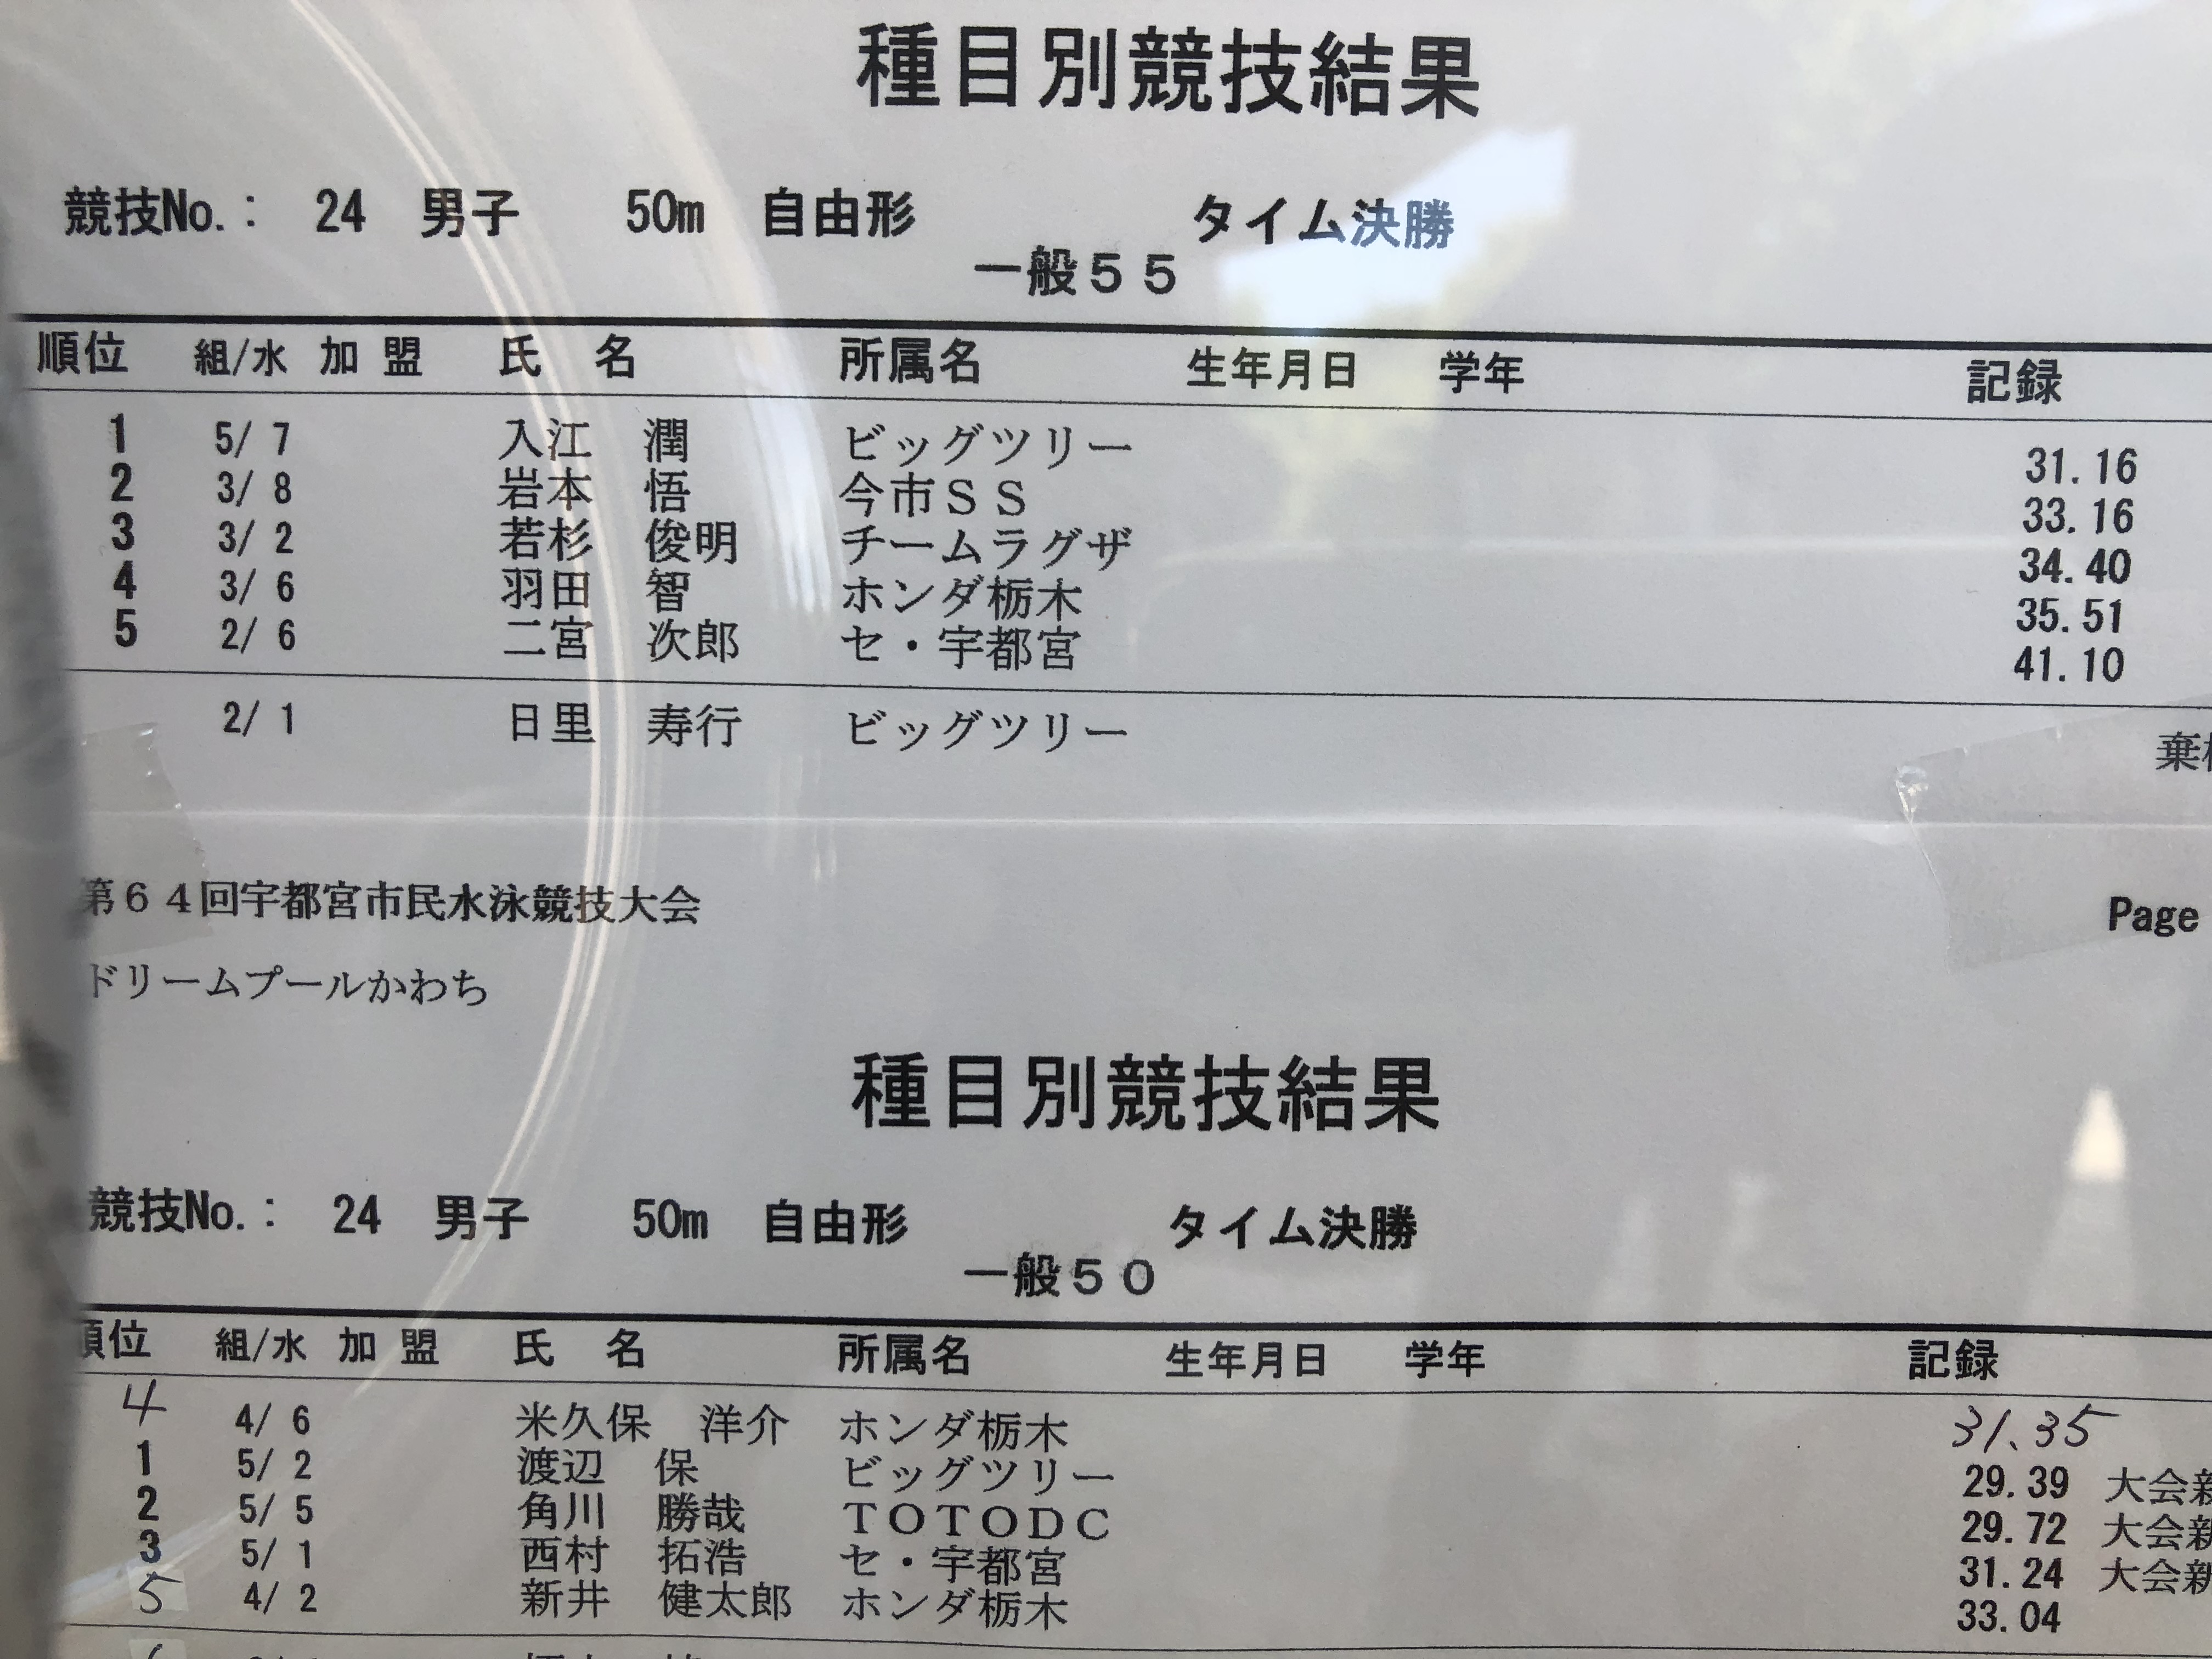 種目別競技結果
競技No.： 24 男子 50m 自由形 タイム決勝
一般５５
順位 組/水 加盟 氏 名 所属名 生年月日 学年 記録
1 5/ 7 入江 潤 ビッグツリー 31.16
2 3/ 8 岩本 悟 今市ＳＳ 33.16
3 3/ 2 若杉 俊明 チームラグザ 34.40
4 3/ 6 羽田 智 ホンダ栃木 35.51
5 2/ 6 二宮 次郎 セ・宇都宮 41.10
2/ 1 日里 寿行 ビッグツリー 棄
第６４回宇都宮市民水泳競技大会 Page
ドリームプールかわち
種目別競技結果
競技No.： 24 男子 50m 自由形 タイム決勝
一般５０
順位 組/水 加盟 氏 名 所属名 生年月日 学年 記録
4 4/ 6 米久保 洋介 ホンダ栃木 31.35
1 5/ 2 渡辺 保 ビッグツリー 29.39 大会新
2 5/ 5 角川 勝哉 ＴＯＴＯＤＣ 29.72 大会新
3 5/ 1 西村 拓浩 セ・宇都宮 31.24 大会新
5 4/ 2 新井 健太郎 ホンダ栃木 33.04